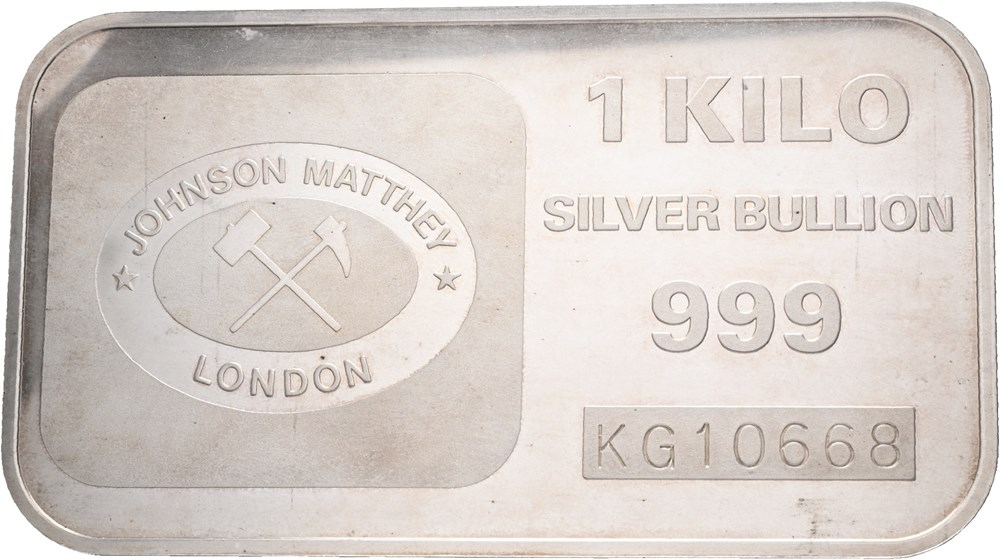 JOHNSON MATTHEY
LONDON
1 KILO
SILVER BULLION
999
KG10668